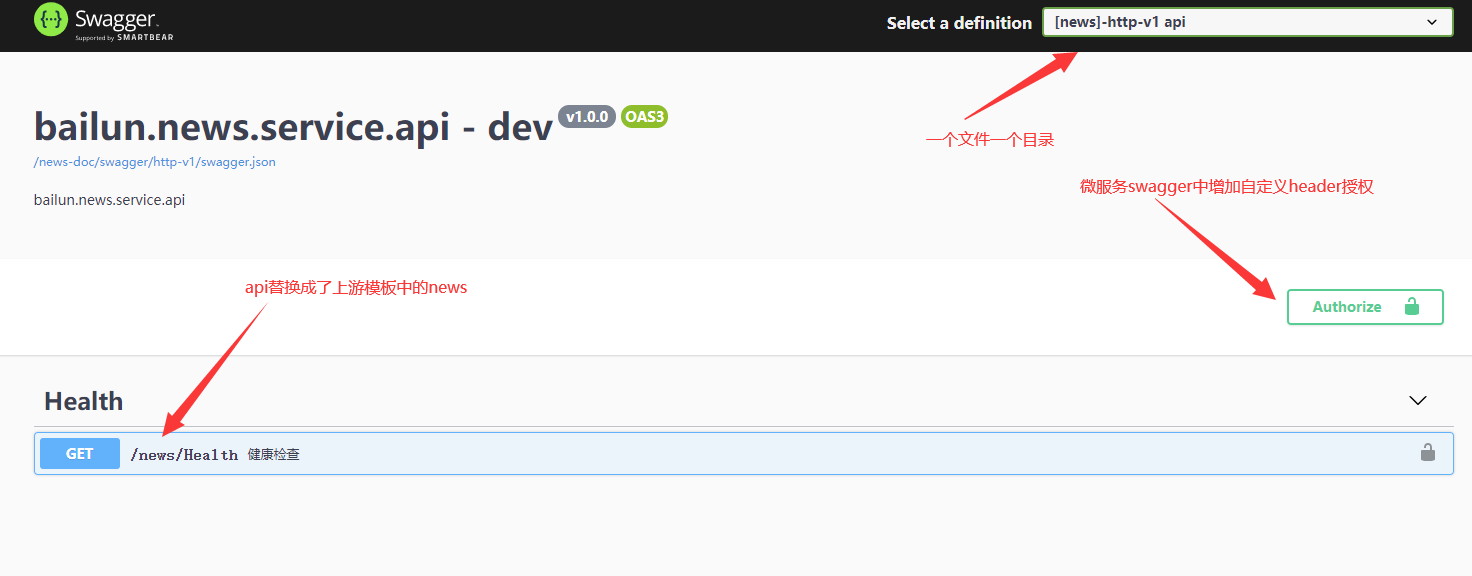 Swagger.
Supported by SMARTBEAR
Select a definition
[news]-http-v1 api
bailun.news.service.api - dev v1.0.0 OAS3
/news-doc/swagger/http-v1/swagger.json
一个文件一个目录
微服务swagger中增加自定义header授权
bailun.news.service.api
api替换成了上游模板中的news
Authorize
Health
GET /news/Health 健康检查